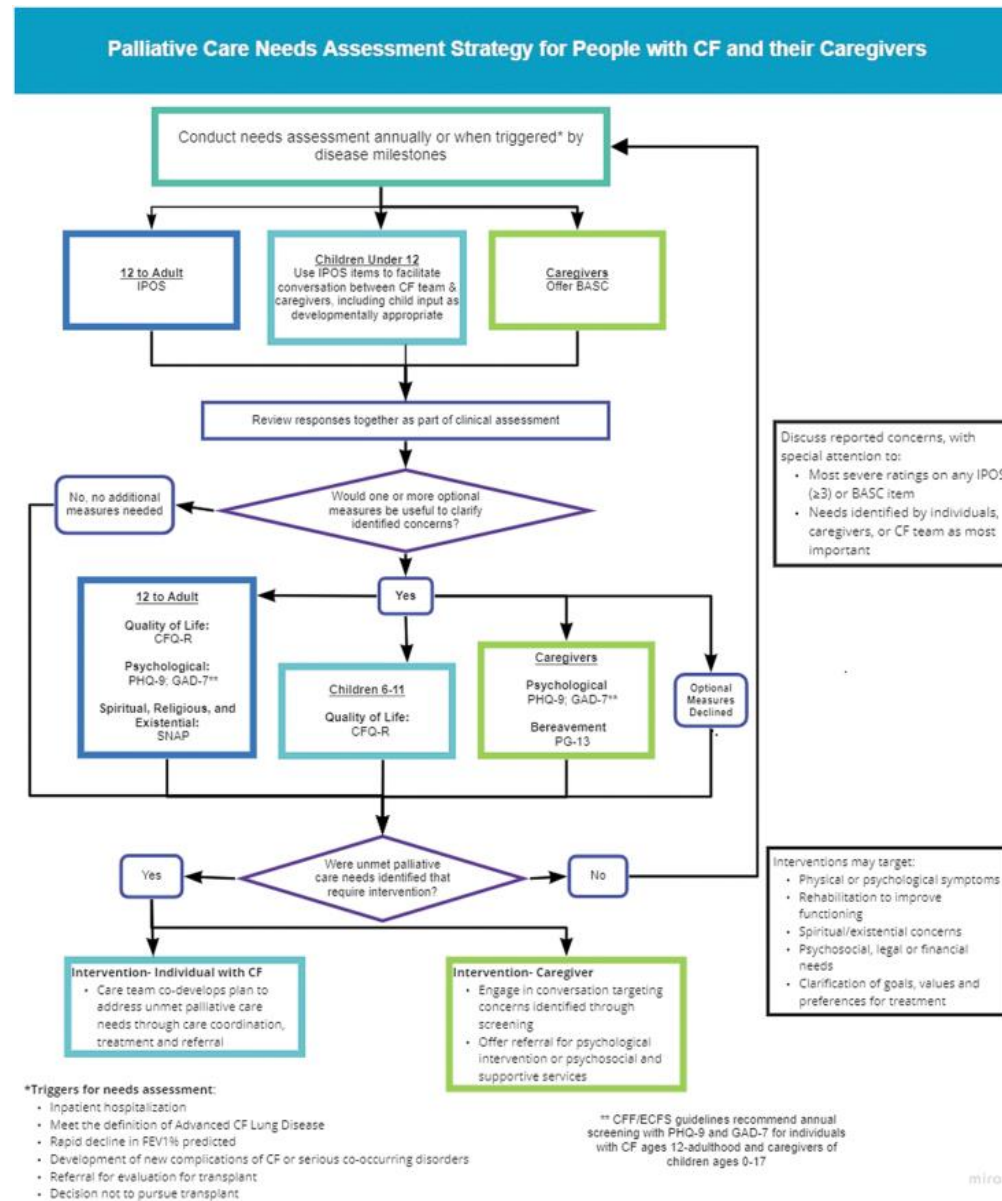 Palliative Care Needs Assessment Strategy for People with CF and their Caregivers
Conduct needs assessment annually or when triggered* by
disease milestones
12 to Adult
IPOS
Children Under 12
Use IPOS items to facilitate
conversation between CF team &
caregivers, including child input as
developmentally appropriate
Caregivers
Offer BASC
Review responses together as part of clinical assessment
Would one or more optional
measures be useful to clarify
identified concerns?
No, no additional
measures needed
Yes
12 to Adult
Quality of Life:
CFQ-R
Psychological:
PHQ-9; GAD-7**
Spiritual, Religious, and
Existential:
SNAP
Children 6-11
Quality of Life:
CFQ-R
Caregivers
Psychological
PHQ-9; GAD-7**
Bereavement
PG-13
Optional
Measures
Declined
Discuss reported concerns, with
special attention to:
• Most severe ratings on any IPOS
(≥3) or BASC item
• Needs identified by individuals,
caregivers, or CF team as most
important
Were unmet palliative
care needs identified that
require intervention?
Yes
No
Interventions may target:
• Physical or psychological symptoms
• Rehabilitation to improve
functioning
• Spiritual/existential concerns
• Psychosocial, legal or financial
needs
• Clarification of goals, values and
preferences for treatment
Intervention- Individual with CF
• Care team co-develops plan to
address unmet palliative care
needs through care coordination,
treatment and referral
Intervention- Caregiver
• Engage in conversation targeting
concerns identified through
screening
• Offer referral for psychological
intervention or psychosocial and
supportive services
*Triggers for needs assessment:
• Inpatient hospitalization
• Meet the definition of Advanced CF Lung Disease
• Rapid decline in FEV1% predicted
• Development of new complications of CF or serious co-occurring disorders
• Referral for evaluation for transplant
• Decision not to pursue transplant
** CFF/ECFS guidelines recommend annual
screening with PHQ-9 and GAD-7 for individuals
with CF ages 12-adulthood and caregivers of
children ages 0-17
miro